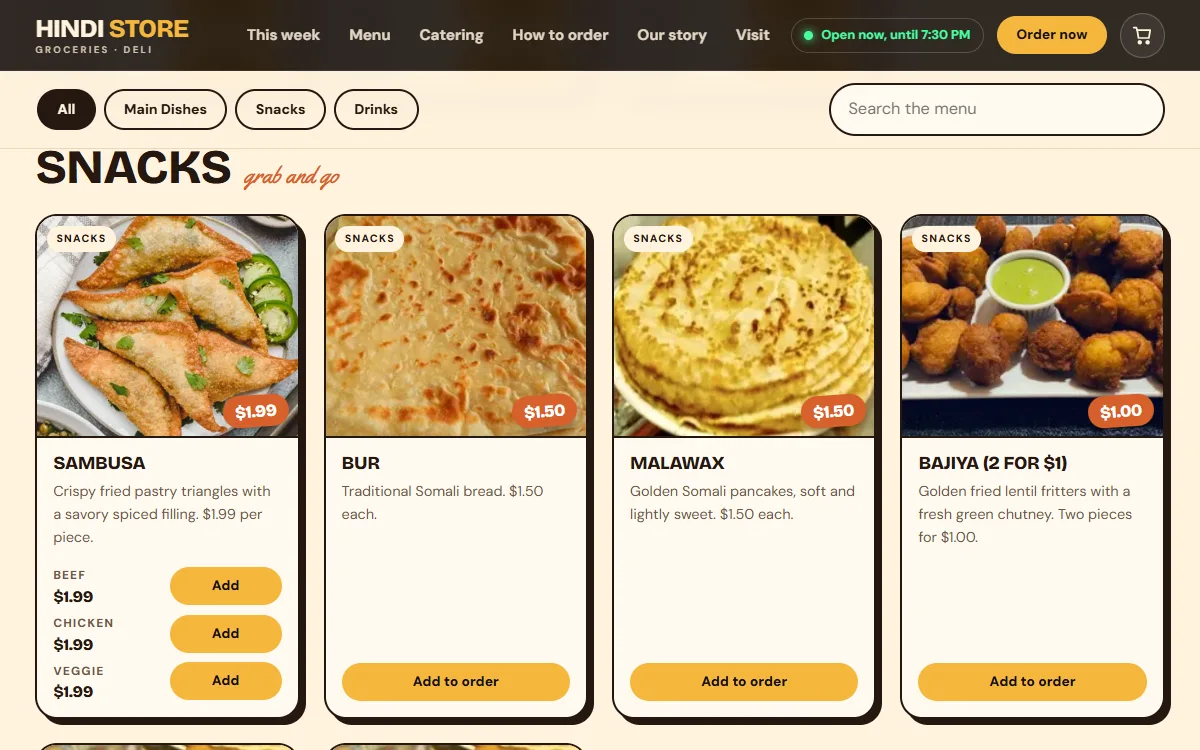 HINDI STORE
GROCERIES · DELI
This week
Menu
Catering
How to order
Our story
Visit
Open now, until 7:30 PM
Order now
All
Main Dishes
Snacks
Drinks
Search the menu
SNACKS grab and go
SNACKS
$1.99
SAMBUSA
Crispy fried pastry triangles with
a savory spiced filling. $1.99 per
piece.
BEEF
$1.99
Add
CHICKEN
$1.99
Add
VEGGIE
$1.99
Add
SNACKS
$1.50
BUR
Traditional Somali bread. $1.50
each.
Add to order
SNACKS
$1.50
MALAWAX
Golden Somali pancakes, soft and
lightly sweet. $1.50 each.
Add to order
SNACKS
$1.00
BAJIYA (2 FOR $1)
Golden fried lentil fritters with a
fresh green chutney. Two pieces
for $1.00.
Add to order